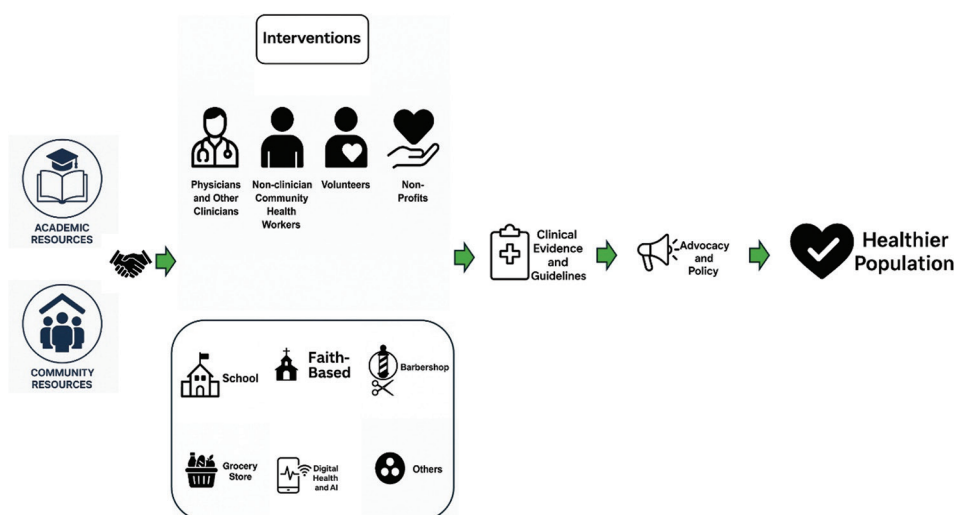 Interventions
Physicians
and Other
Clinicians
Non-clinician
Community
Health
Workers
Volunteers
Non-
Profits
ACADEMIC
RESOURCES
COMMUNITY
RESOURCES
School
Faith-
Based
Barbershop
Grocery
Store
Digital
Health
and AI
Others
Clinical
Evidence
and
Guidelines
Advocacy
and
Policy
Healthier
Population